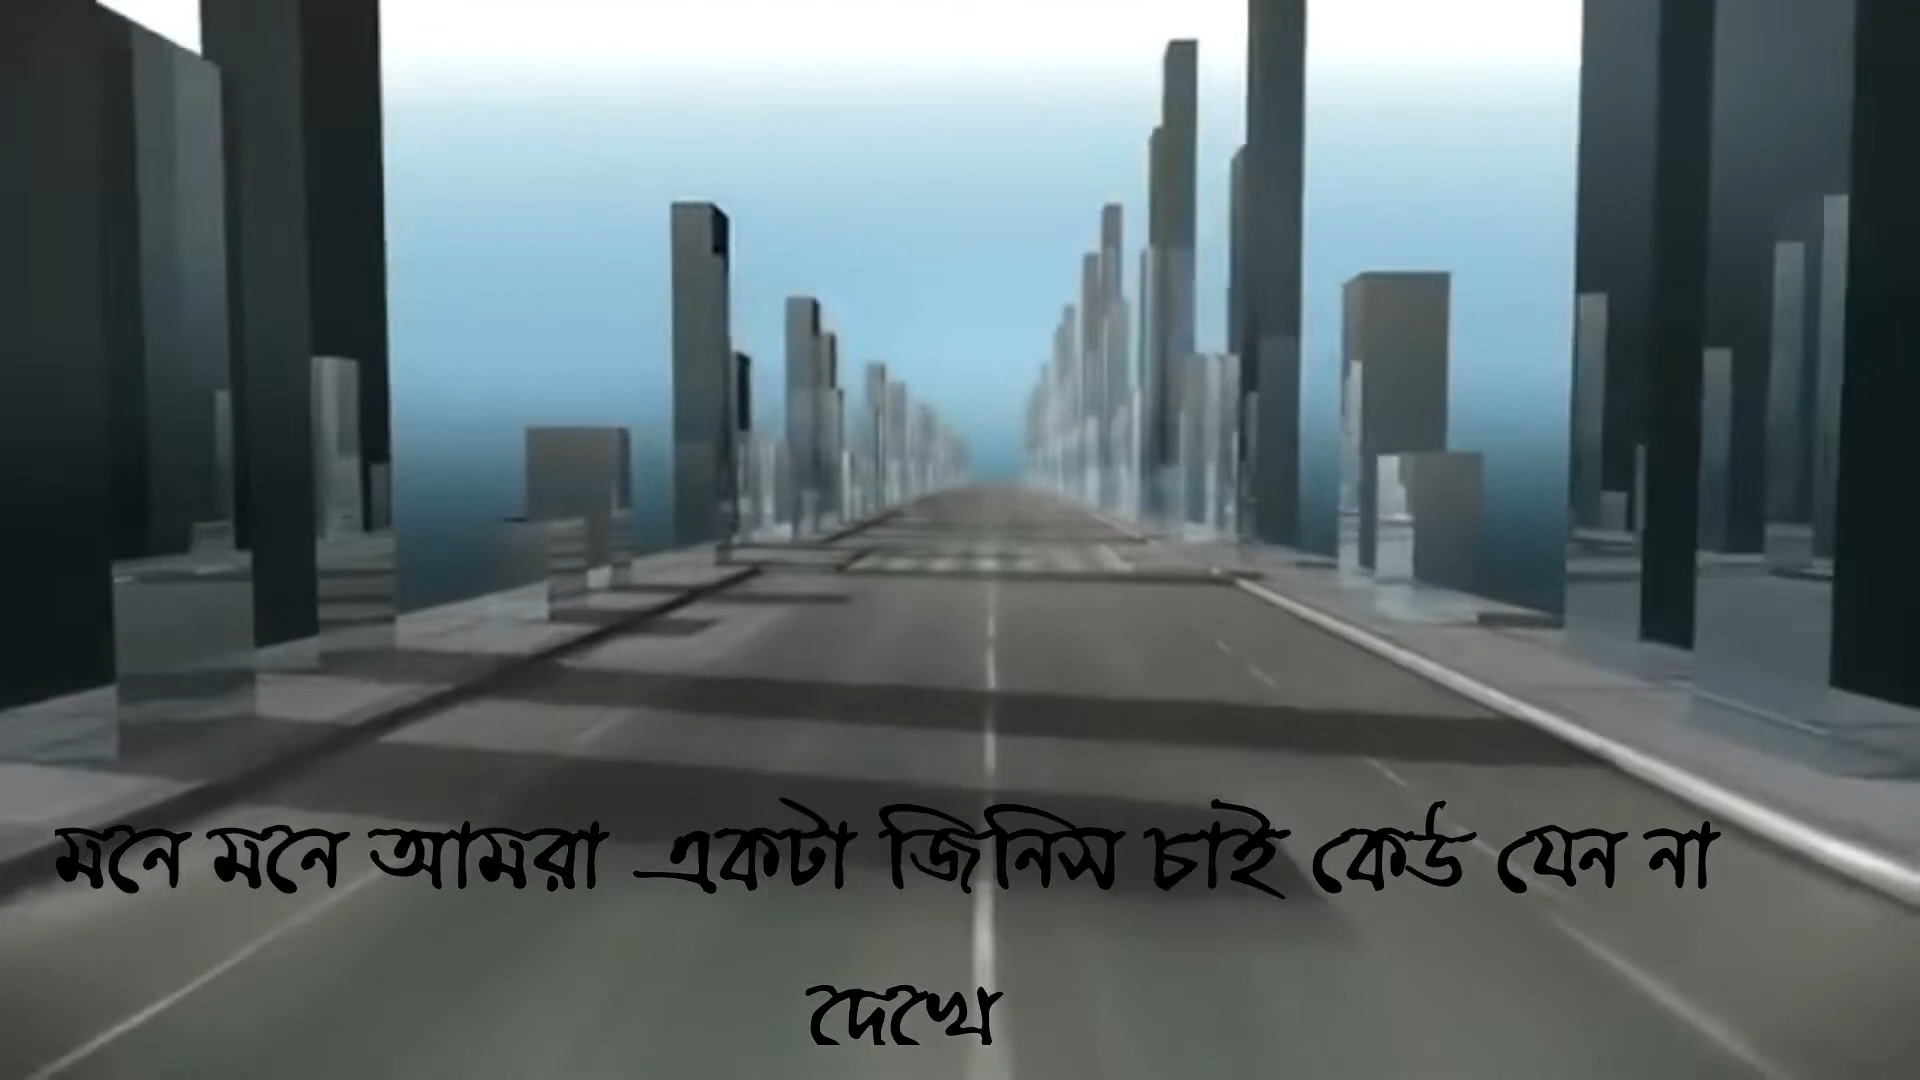 মনে মনে আমরা একটা জিনিস চাই কেউ যেন না
দেখে